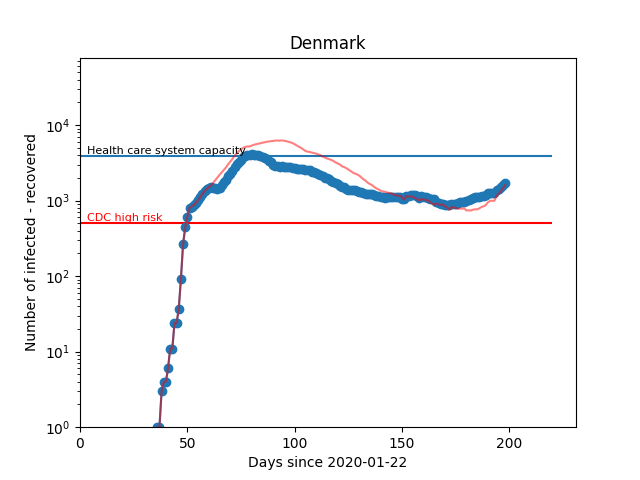 Denmark
Number of infected - recovered
10^4
10^3
10^2
10^1
10^0
Health care system capacity
CDC high risk
0 50 100 150 200
Days since 2020-01-22